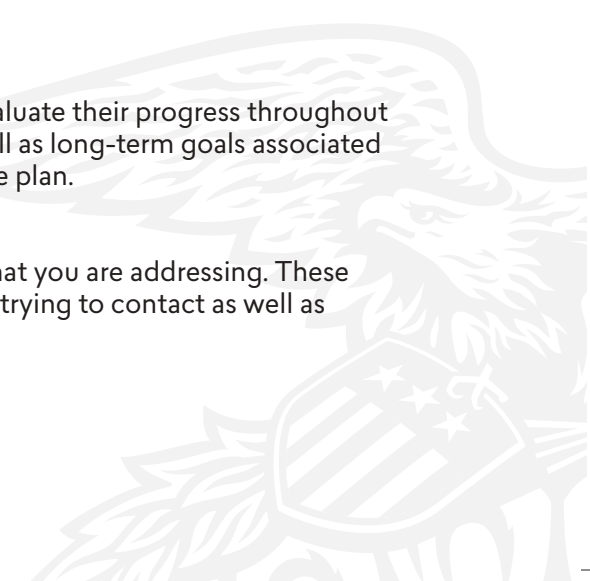 aluate their progress throughout
ll as long-term goals associated
e plan.
hat you are addressing. These
trying to contact as well as